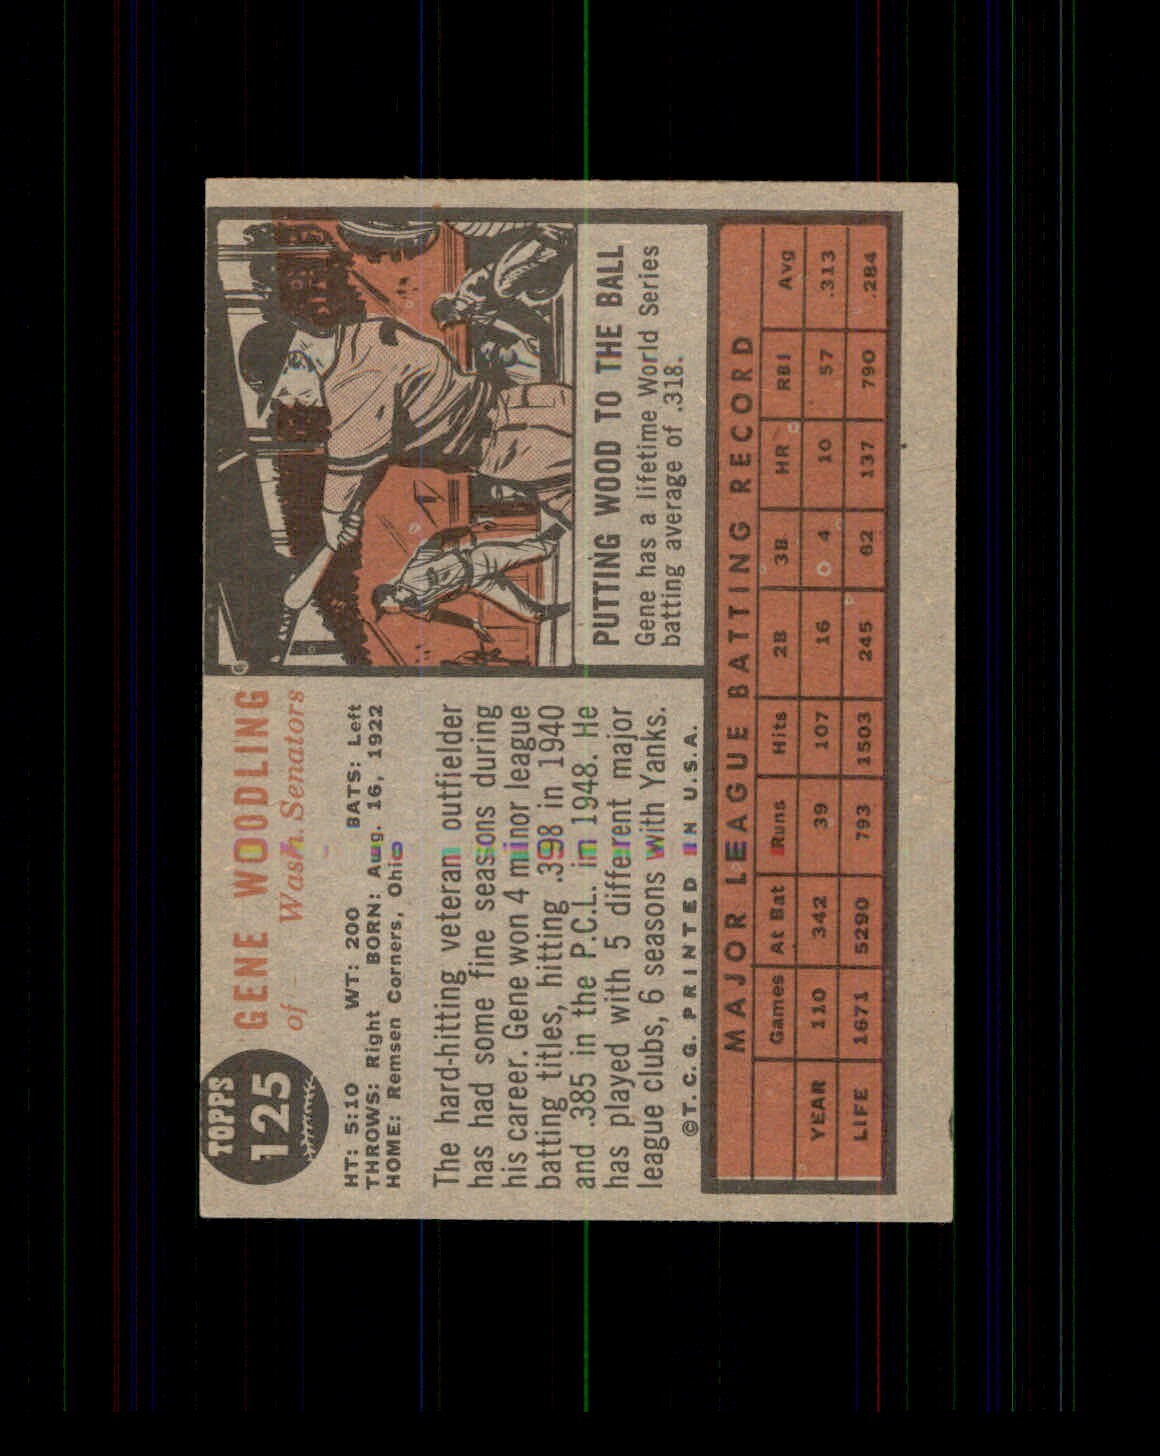 TOPPS
125
GENE WOODLING
of — Wash. Senators
HT: 5:10 WT: 200 BATS: Left
THROWS: Right BORN: Aug. 16, 1922
HOME: Remsen Corners, Ohio
The hard-hitting veteran outfielder
has had some fine seasons during
his career. Gene won 4 minor league
batting titles, hitting .398 in 1940
and .385 in the P.C.L. in 1948. He
has played with 5 different major
league clubs, 6 seasons with Yanks.
©T.C.G. PRINTED IN U.S.A.
PUTTING WOOD TO THE BALL
Gene has a lifetime World Series
batting average of .318.
MAJOR LEAGUE BATTING RECORD
Games At Bat Runs Hits 2B 3B HR RBI Avg
YEAR 110 342 39 107 16 4 10 57 .313
LIFE 1671 5290 793 1503 245 62 137 790 .284